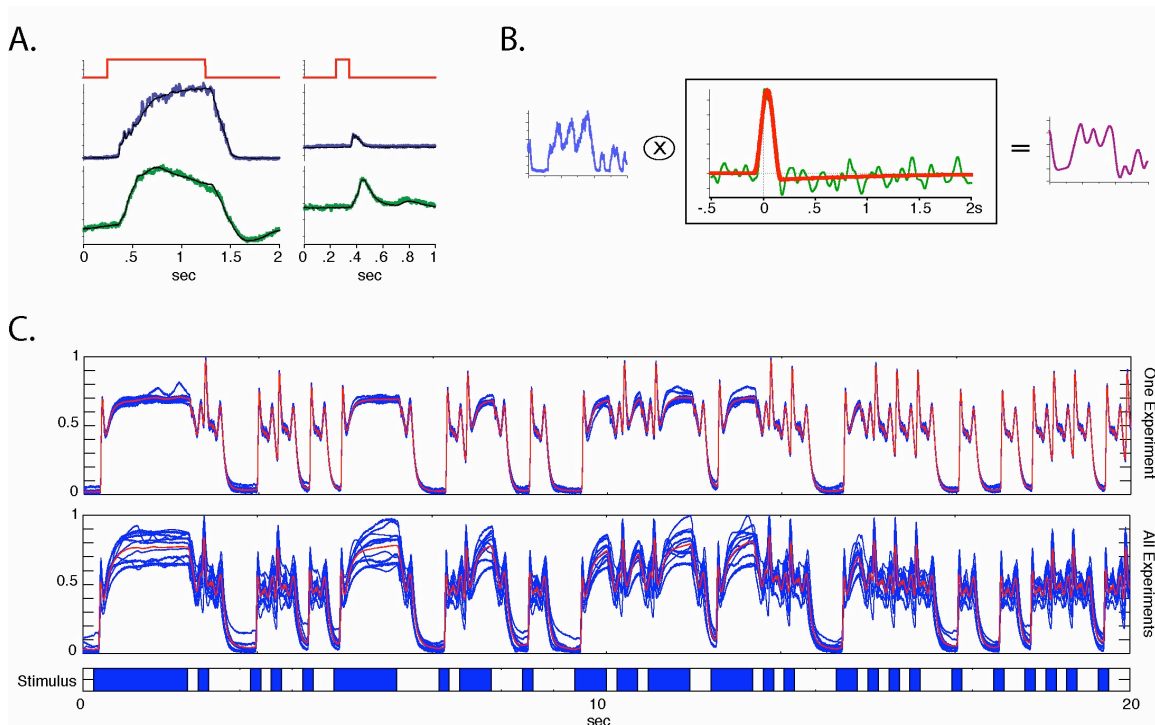 A.
B.
0 .5 1 1.5 2
sec
0 .2 .4 .6 .8 1
sec
X
-.5 0 .5 1 1.5 2s
=
C.
1
0.5
0
One Experiment
1
0.5
0
All Experiments
Stimulus
0 10 20
sec